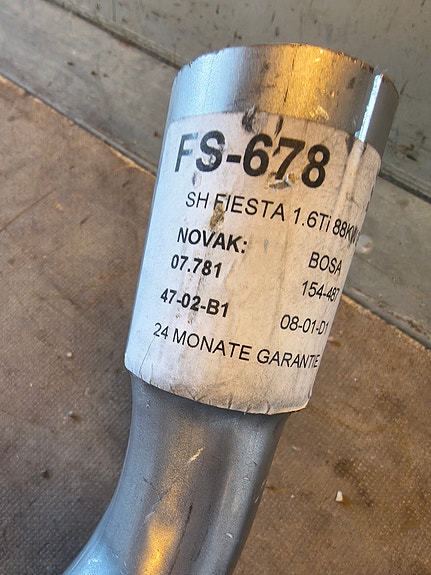 FS-678
SH FIESTA 1.6Ti 88KW
NOVAK: BOSA
07.781 154-487
47-02-B1 08-01-D1
24 MONATE GARANTIE